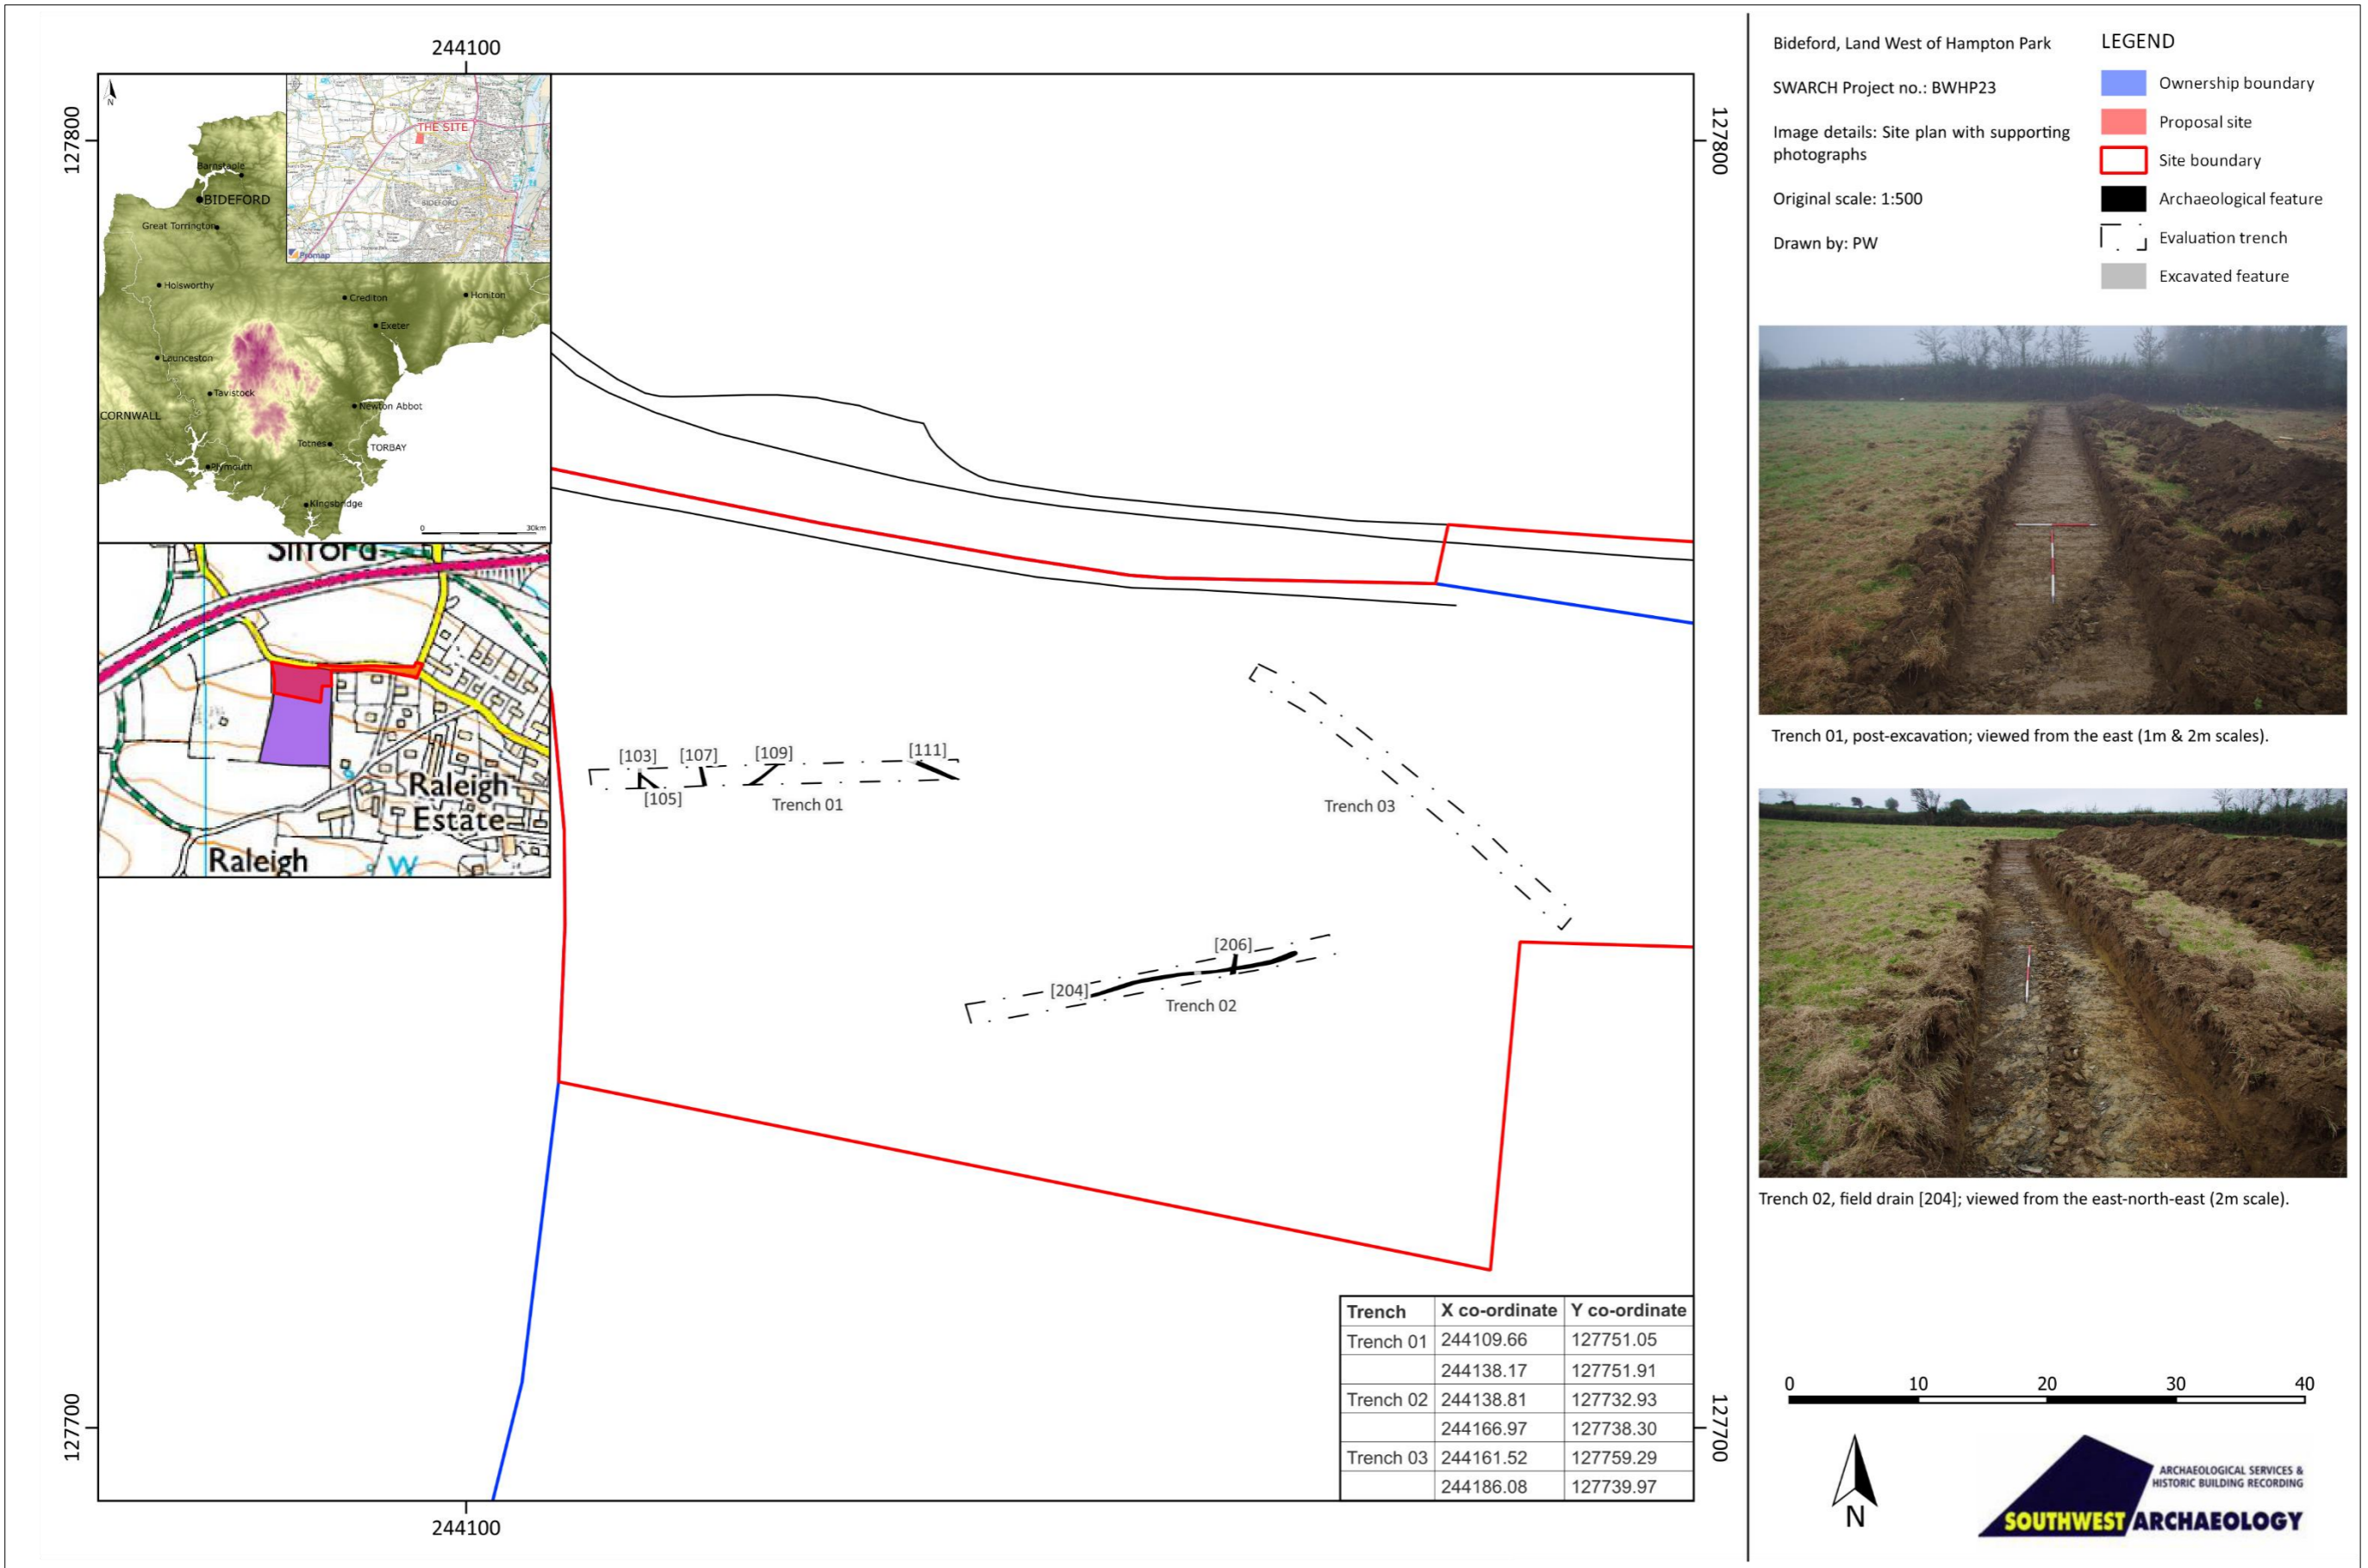 244100
127800
127800
N
THE SITE
BIDEFORD
Promap
Barnstaple
BIDEFORD
Great Torrington
Holsworthy
Crediton
Honiton
Exeter
Launceston
Tavistock
Newton Abbot
CORNWALL
Totnes
TORBAY
Plymouth
Kingsbridge
0 30km
Raleigh
Estate
Raleigh
W
[103] [107] [109] [111]
[105] Trench 01
Trench 03
[206]
[204]
Trench 02
Trench X co-ordinate Y co-ordinate
Trench 01 244109.66 127751.05
244138.17 127751.91
Trench 02 244138.81 127732.93
244166.97 127738.30
Trench 03 244161.52 127759.29
244186.08 127739.97
127700
127700
244100
Bideford, Land West of Hampton Park
SWARCH Project no.: BWHP23
Image details: Site plan with supporting
photographs
Original scale: 1:500
Drawn by: PW
LEGEND
Ownership boundary
Proposal site
Site boundary
Archaeological feature
Evaluation trench
Excavated feature
Trench 01, post-excavation; viewed from the east (1m & 2m scales).
Trench 02, field drain [204]; viewed from the east-north-east (2m scale).
0 10 20 30 40
N
ARCHAEOLOGICAL SERVICES &
HISTORIC BUILDING RECORDING
SOUTHWEST ARCHAEOLOGY